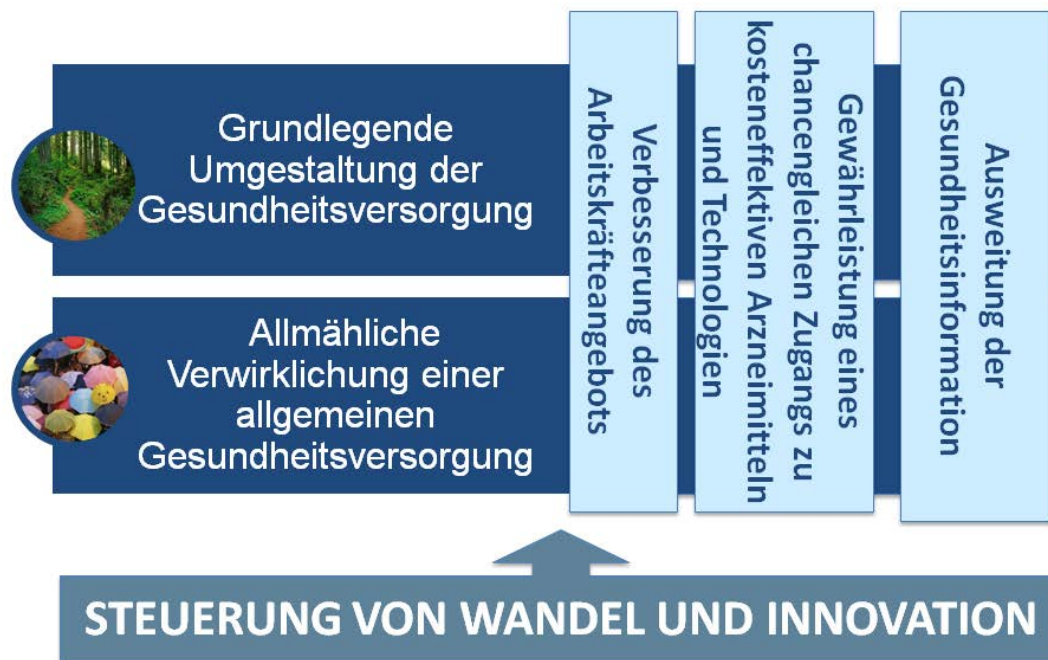 Grundlegende
Umgestaltung der
Gesundheitsversorgung
Allmähliche
Verwirklichung einer
allgemeinen
Gesundheitsversorgung
Verbesserung des
Arbeitskräfteangebots
Gewährleistung eines
chancengleichen Zugangs zu
kosteneffektiven Arzneimitteln
und Technologien
Ausweitung der
Gesundheitsinformation
STEUERUNG VON WANDEL UND INNOVATION